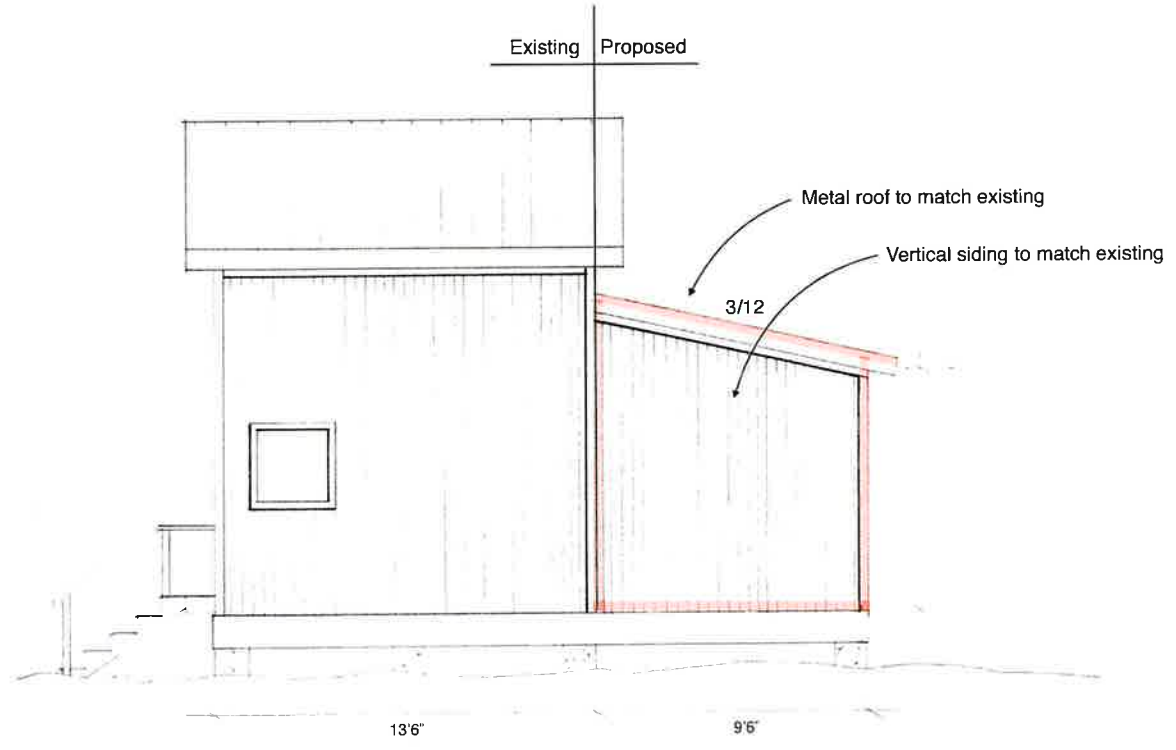 Existing Proposed
Metal roof to match existing
Vertical siding to match existing
3/12
13'6"
9'6"